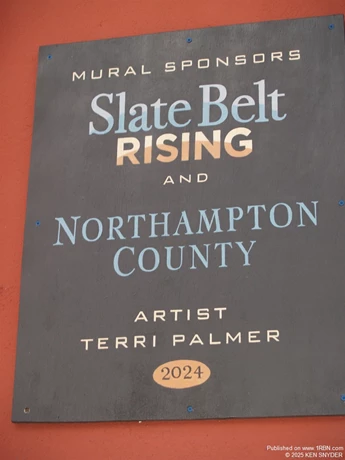 MURAL SPONSORS
Slate Belt
RISING
AND
NORTHAMPTON
COUNTY
ARTIST
TERRI PALMER
2024
Published on www.1RBN.com
© 2025 KEN SNYDER